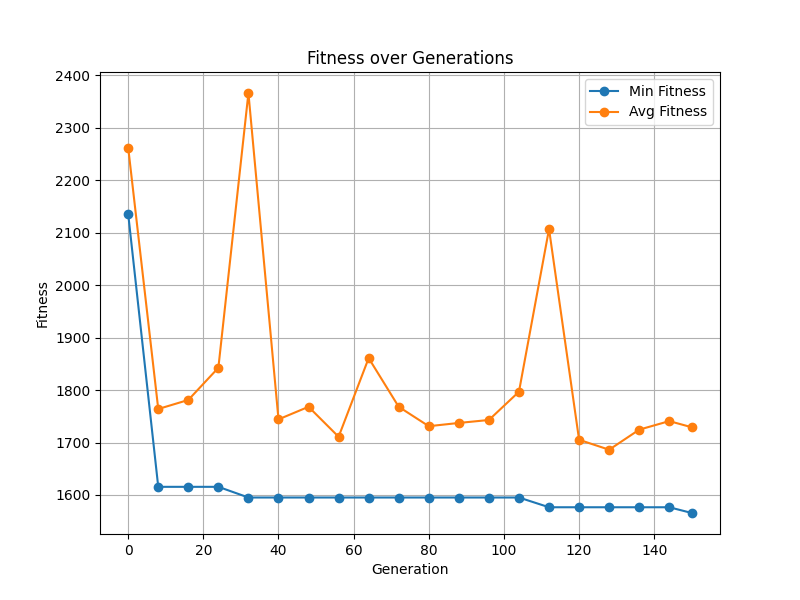 Fitness over Generations
Min Fitness
Avg Fitness
2400
2300
2200
2100
2000
1900
1800
1700
1600
Fitness
0 20 40 60 80 100 120 140
Generation